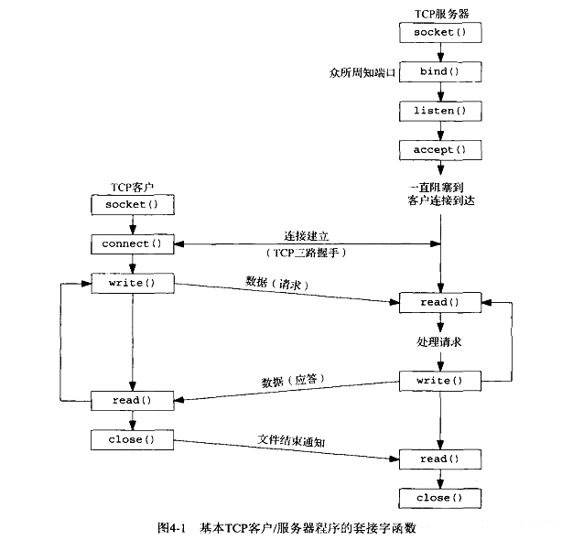 TCP服务器
socket()
众所周知端口
bind()
listen()
accept()
一直阻塞到
客户连接到达
TCP客户
socket()
connect()
连接建立
(TCP三路握手)
write()
数据(请求)
read()
处理请求
数据(应答)
write()
read()
close()
文件结束通知
read()
close()
图4-1 基本TCP客户/服务器程序的套接字函数